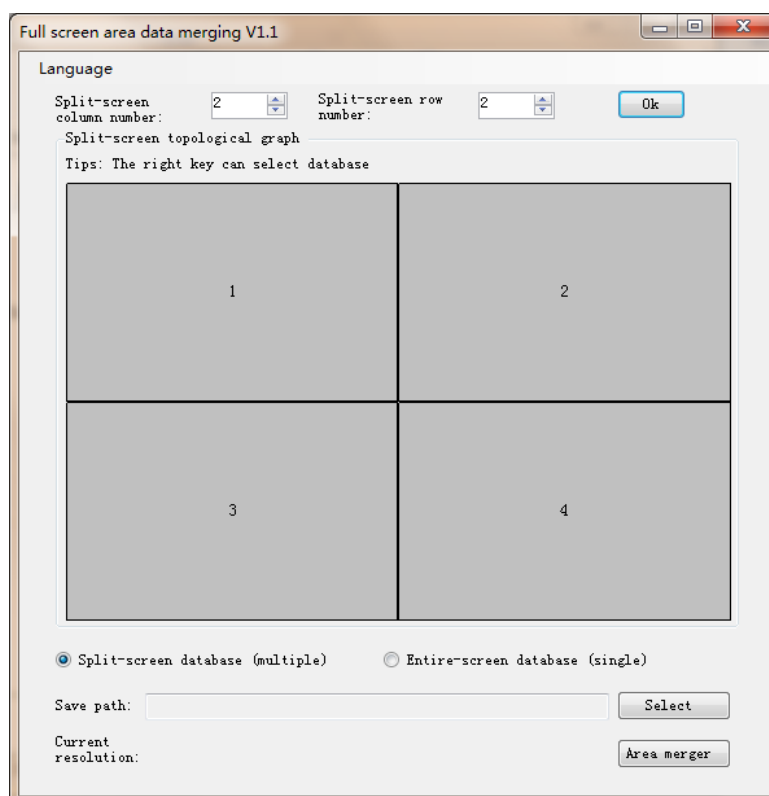 Full screen area data merging V1.1
Language
Split-screen column number:
2
Split-screen row number:
2
Ok
Split-screen topological graph
Tips: The right key can select database
1
2
3
4
Split-screen database (multiple)
Entire-screen database (single)
Save path:
Select
Current resolution:
Area merger